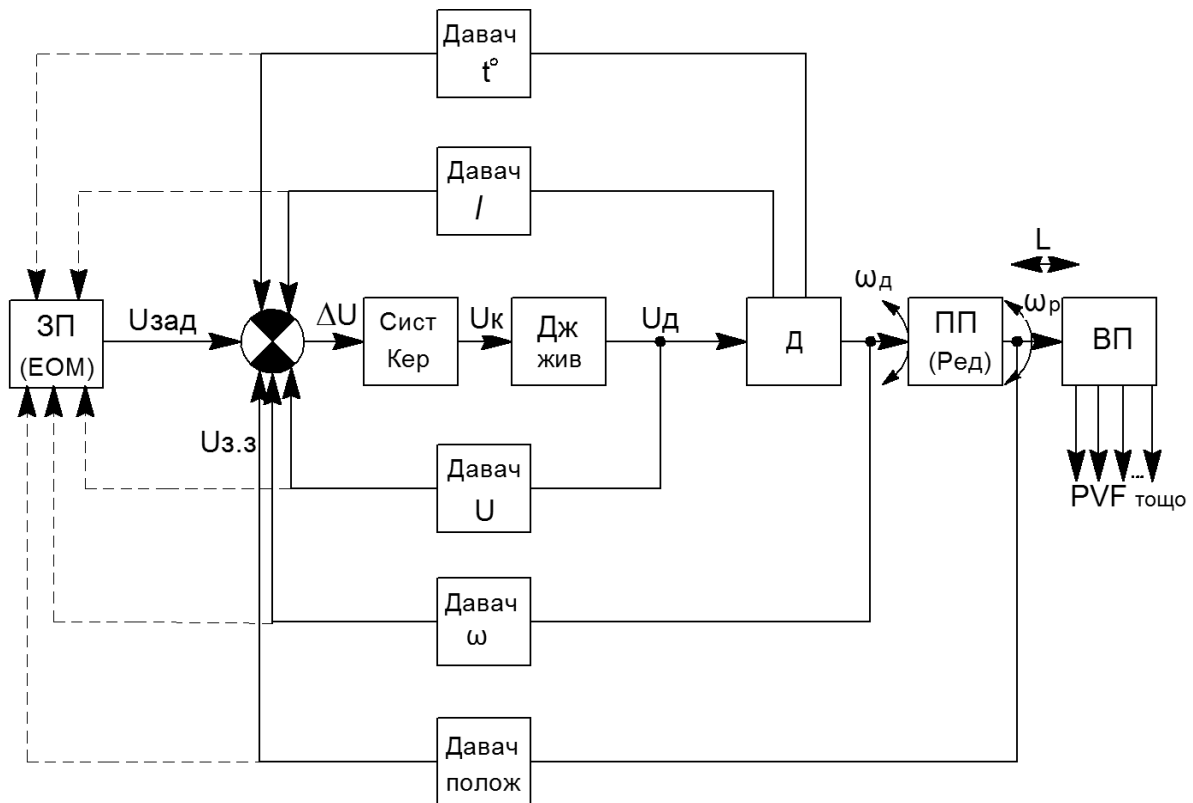 Давач
t°
Давач
I
L
ωд
ωр
ЗП
(ЕОМ)
Uзад
ΔU
Сист
Кер
Uк
Дж
жив
Uд
Д
ПП
(Ред)
ВП
Uз.з
Давач
U
PVF ... тощо
Давач
ω
Давач
полож